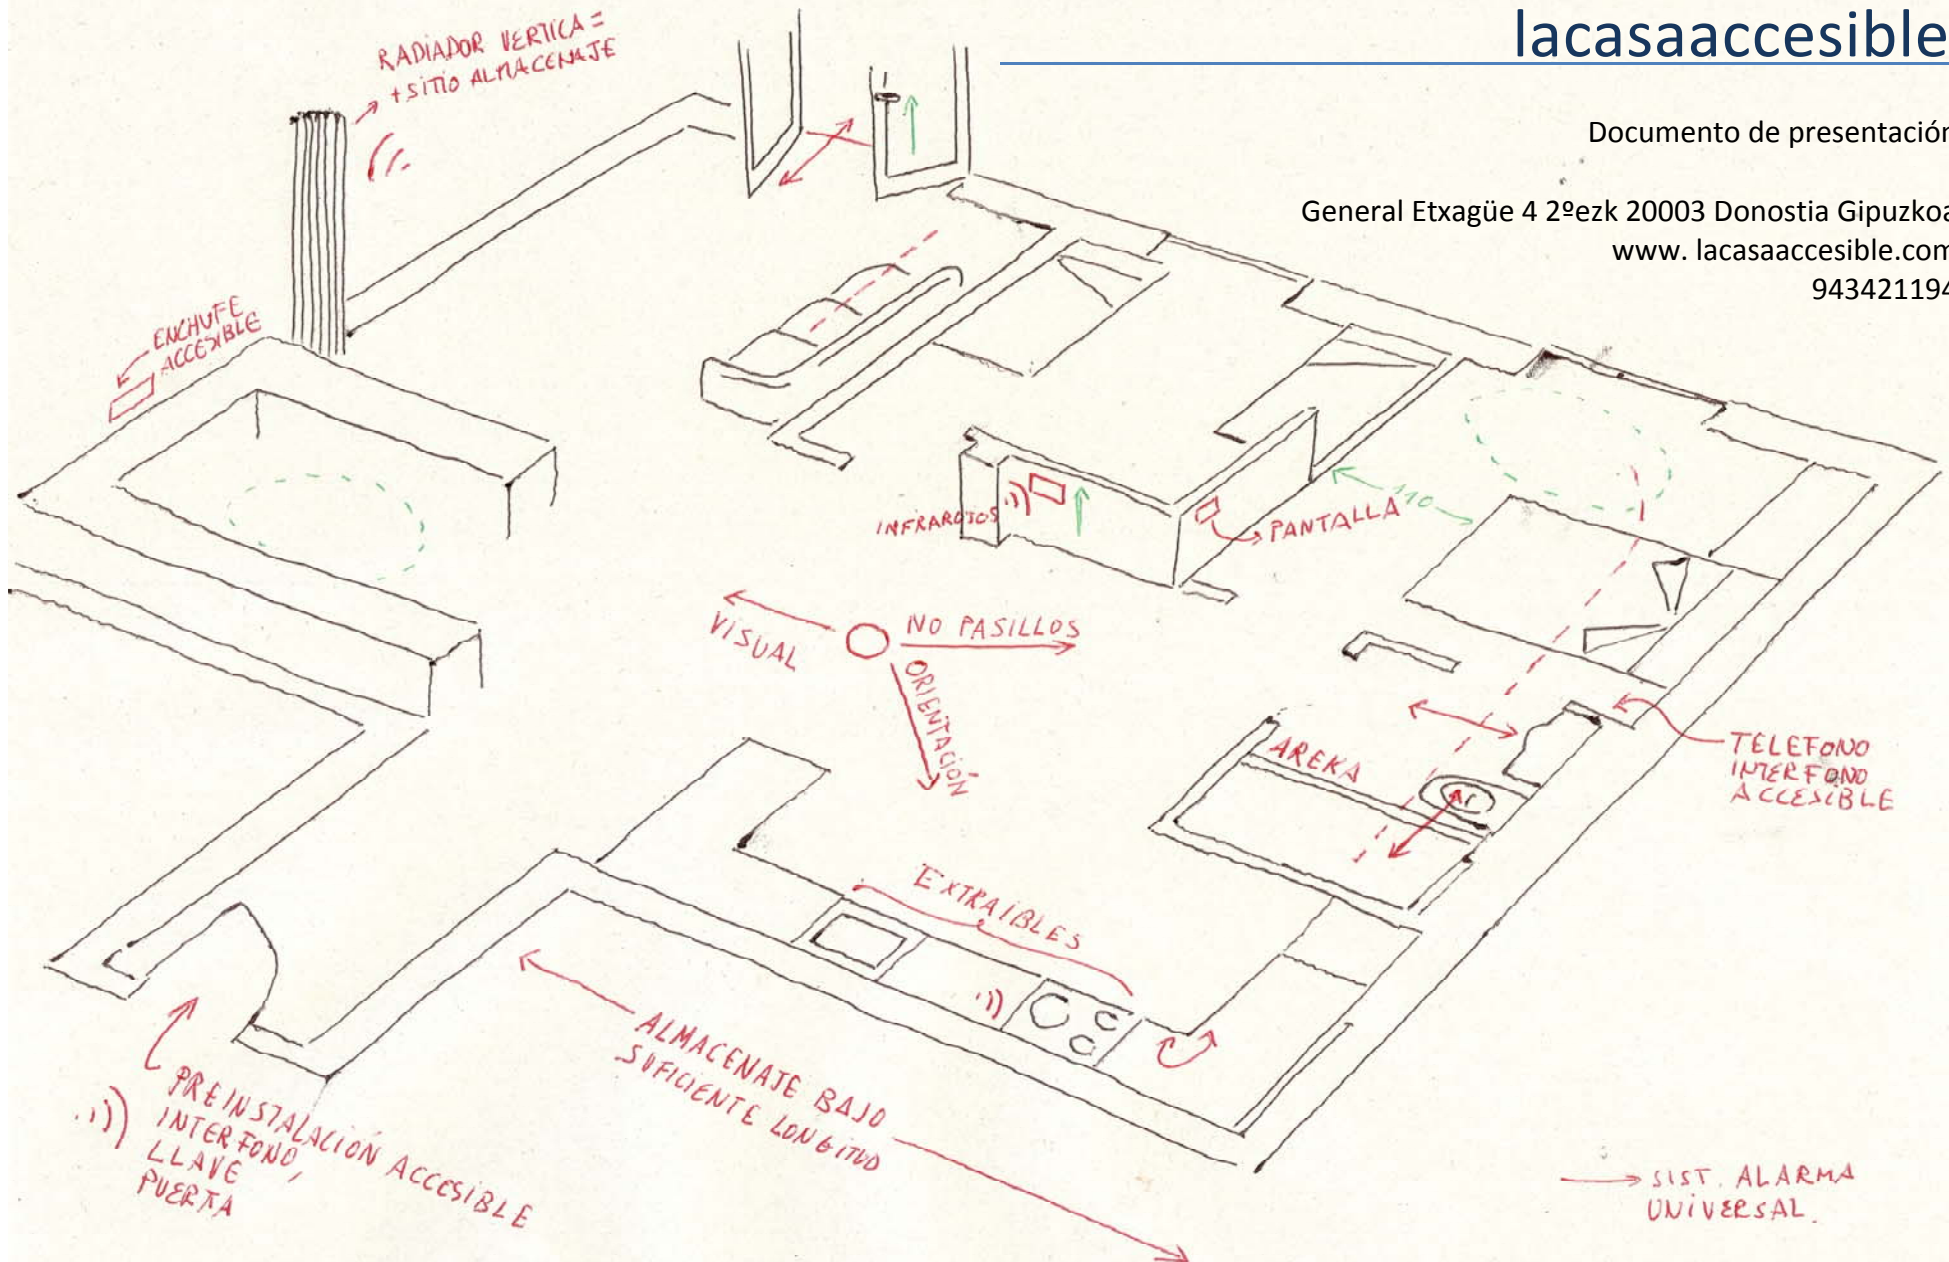 lacasaaccesible
Documento de presentación
General Etxagüe 4 2ºezk 20003 Donostia Gipuzkoa
www. lacasaaccesible.com
943421194
RADIADOR VERTICA =
+ SITIO ALMACENAJE
ENCHUFE
ACCESIBLE
INFRAROJOS
PANTALLA
110
VISUAL
NO PASILLOS
ORIENTACIÓN
AREKA
TELEFONO
INTERFONO
ACCESIBLE
EXTRAIBLES
ALMACENAJE BAJO
SUFICIENTE LONGITUD
PREINSTALACIÓN ACCESIBLE
INTERFONO,
LLAVE
PUERTA
SIST. ALARMA
UNIVERSAL.